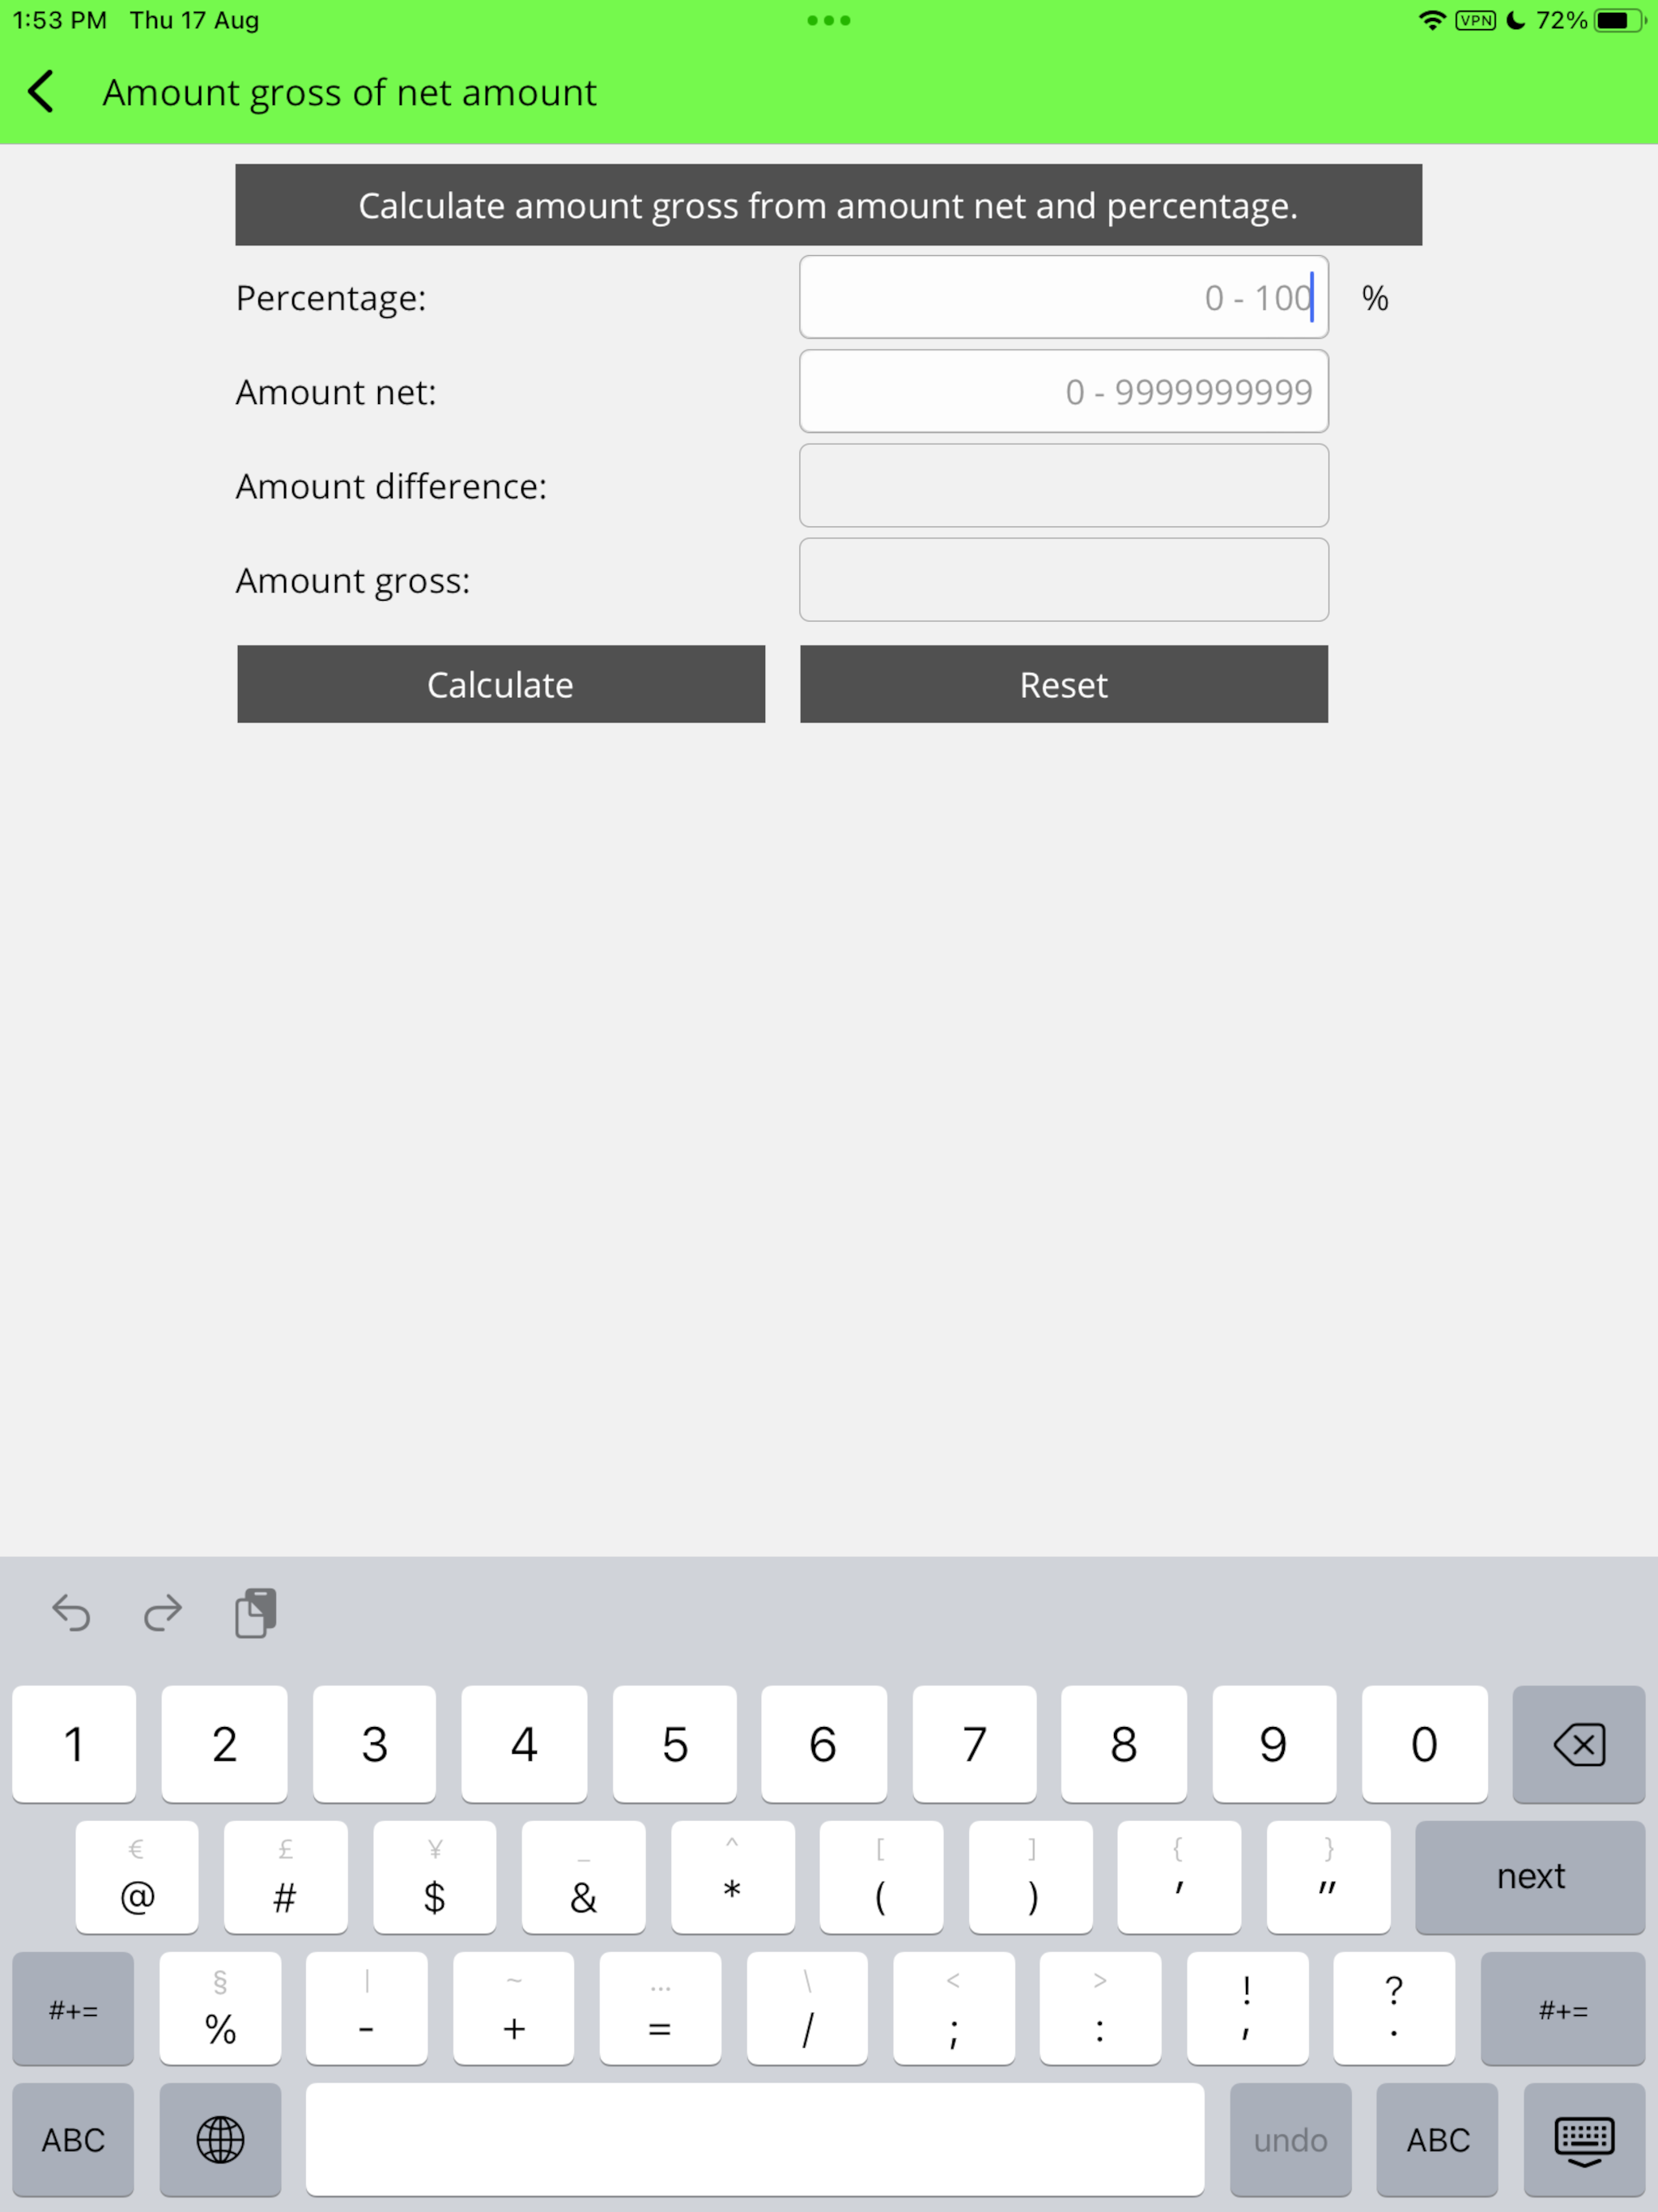 1:53 PM Thu 17 Aug VPN 72%
Amount gross of net amount
Calculate amount gross from amount net and percentage.
Percentage: 0 - 100 %
Amount net: 0 - 9999999999
Amount difference:
Amount gross:
Calculate Reset
1 2 3 4 5 6 7 8 9 0
€ £ ¥ _ ^ [ ] { }
@ # $ & * ( ) ' " next
§ | ~ … \ < > ! ?
#+= % - + = / ; : , . #+=
ABC undo ABC